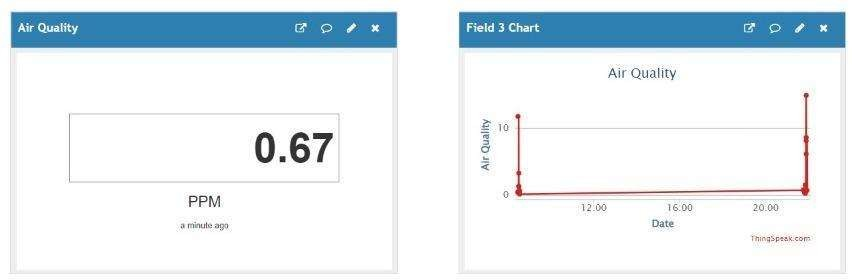 Air Quality
0.67
PPM
a minute ago
Field 3 Chart
Air Quality
Air Quality
10
0
12:00 16:00 20:00
Date
ThingSpeak.com